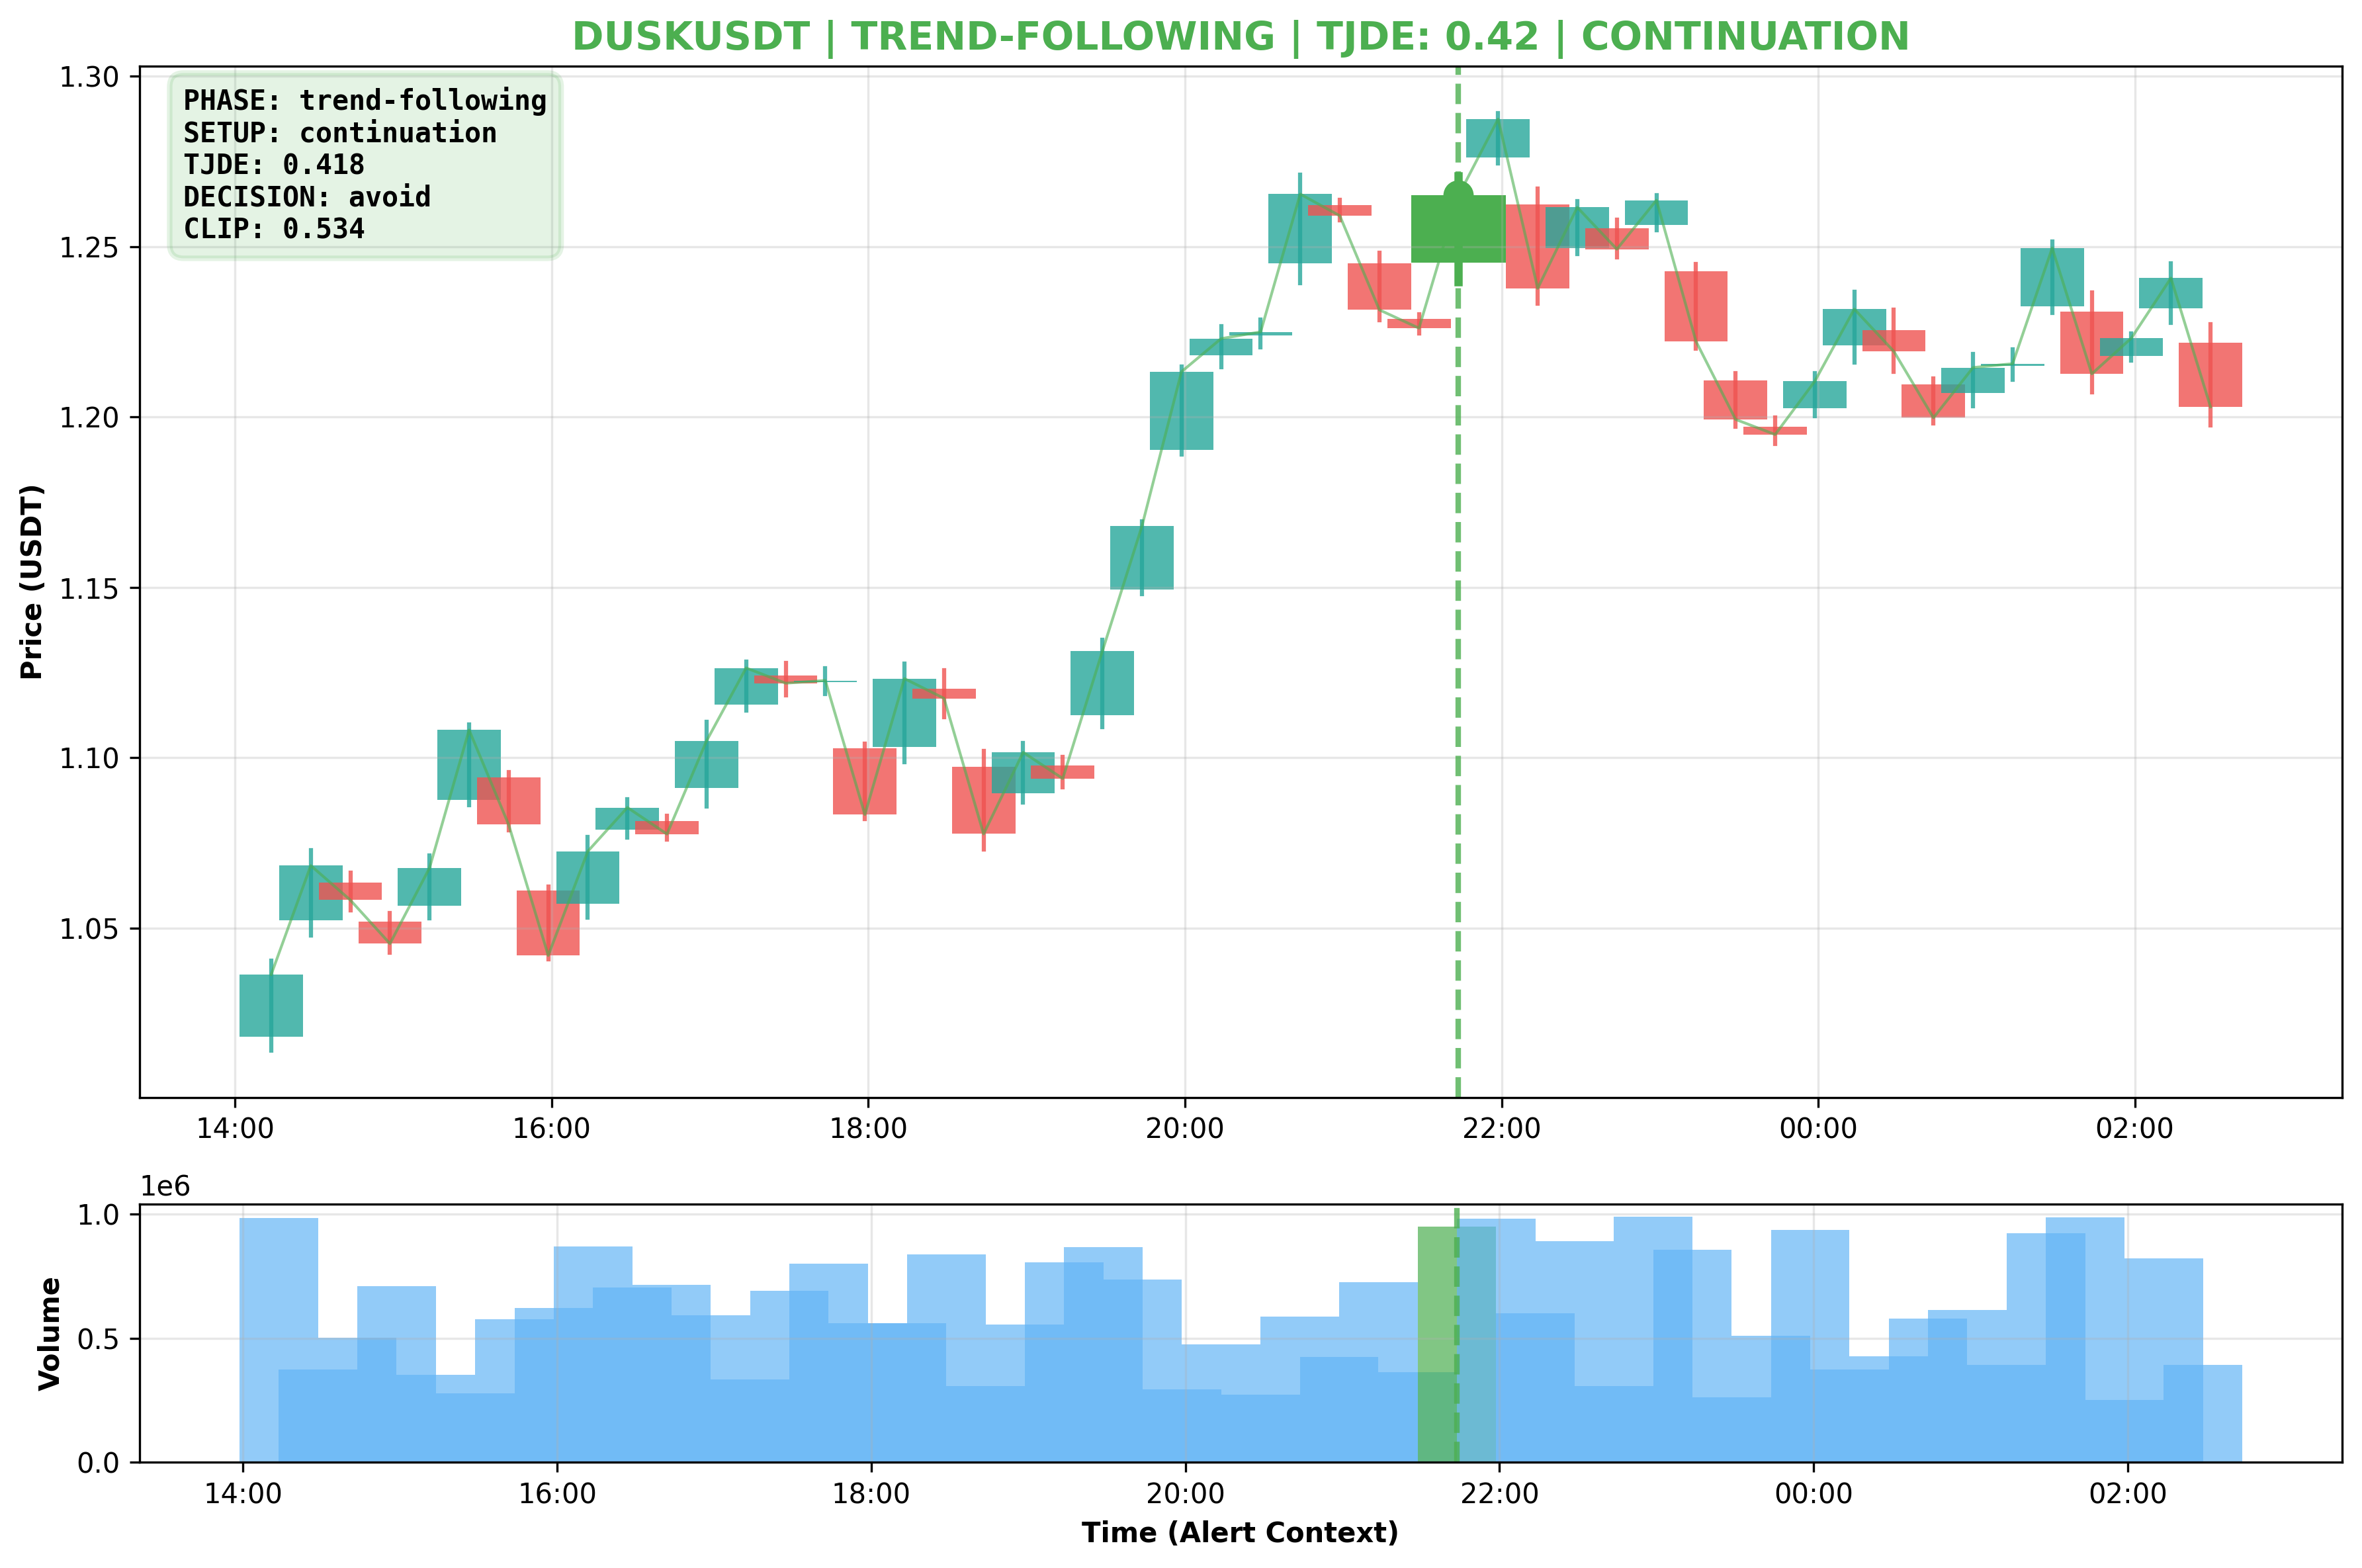 DUSKUSDT | TREND-FOLLOWING | TJDE: 0.42 | CONTINUATION
PHASE: trend-following
SETUP: continuation
TJDE: 0.418
DECISION: avoid
CLIP: 0.534
Price (USDT)
1.30
1.25
1.20
1.15
1.10
1.05
14:00 16:00 18:00 20:00 22:00 00:00 02:00
1e6
Volume
1.0
0.5
0.0
14:00 16:00 18:00 20:00 22:00 00:00 02:00
Time (Alert Context)